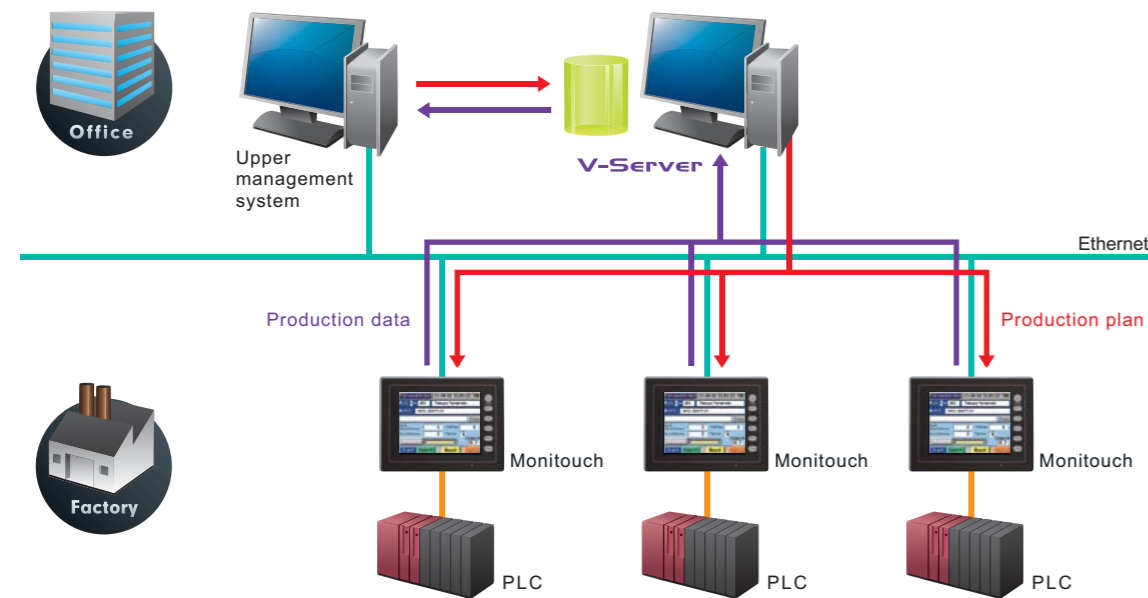 Office
Upper
management
system
V-Server
Ethernet
Production data
Production plan
Factory
Monitouch
Monitouch
Monitouch
PLC
PLC
PLC